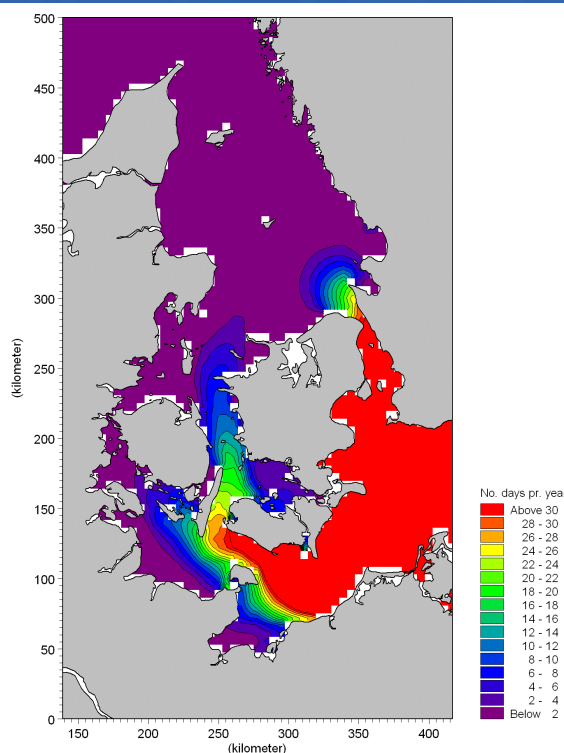 500
450
400
350
300
250
200
150
100
50
0
(kilometer)
150 200 250 300 350 400
(kilometer)
No. days pr. yea
Above 30
28 - 30
26 - 28
24 - 26
22 - 24
20 - 22
18 - 20
16 - 18
14 - 16
12 - 14
10 - 12
8 - 10
6 - 8
4 - 6
2 - 4
Below 2